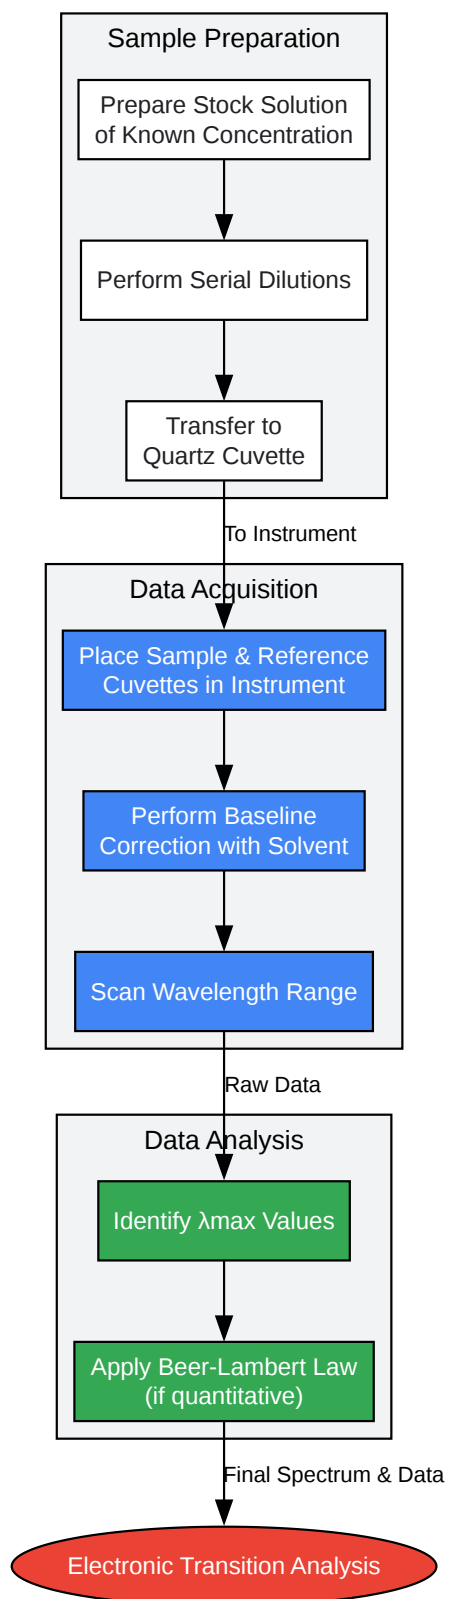 Sample Preparation
Prepare Stock Solution
of Known Concentration
Perform Serial Dilutions
Transfer to
Quartz Cuvette
To Instrument
Data Acquisition
Place Sample & Reference
Cuvettes in Instrument
Perform Baseline
Correction with Solvent
Scan Wavelength Range
Raw Data
Data Analysis
Identify λmax Values
Apply Beer-Lambert Law
(if quantitative)
Final Spectrum & Data
Electronic Transition Analysis